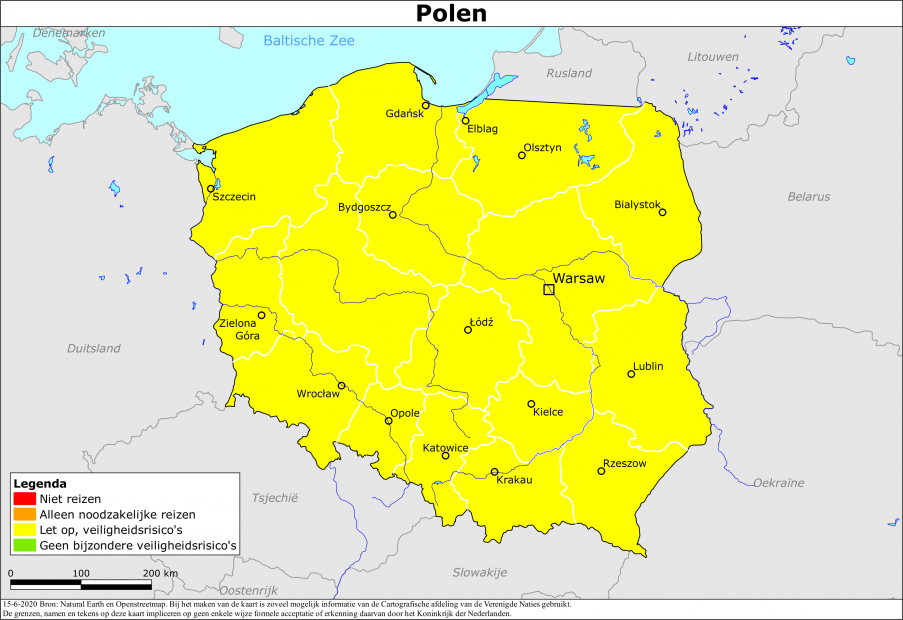 Polen
Denemarken
Baltische Zee
Litouwen
Rusland
Gdańsk
Elblag
Olsztyn
Szczecin
Bydgoszcz
Bialystok
Belarus
Warsaw
Zielona
Góra
Łódź
Duitsland
Lublin
Wrocław
Opole
Kielce
Katowice
Krakau
Rzeszow
Oekraïne
Tsjechië
Slowakije
Oostenrijk
Legenda
Niet reizen
Alleen noodzakelijke reizen
Let op, veiligheidsrisico's
Geen bijzondere veiligheidsrisico's
0 100 200 km
15-6-2020 Bron: Natural Earth en Openstreetmap. Bij het maken van de kaart is zoveel mogelijk informatie van de Cartografische afdeling van de Verenigde Naties gebruikt.
De grenzen, namen en tekens op deze kaart impliceren op geen enkele wijze formele acceptatie of erkenning daarvan door het Koninkrijk der Nederlanden.